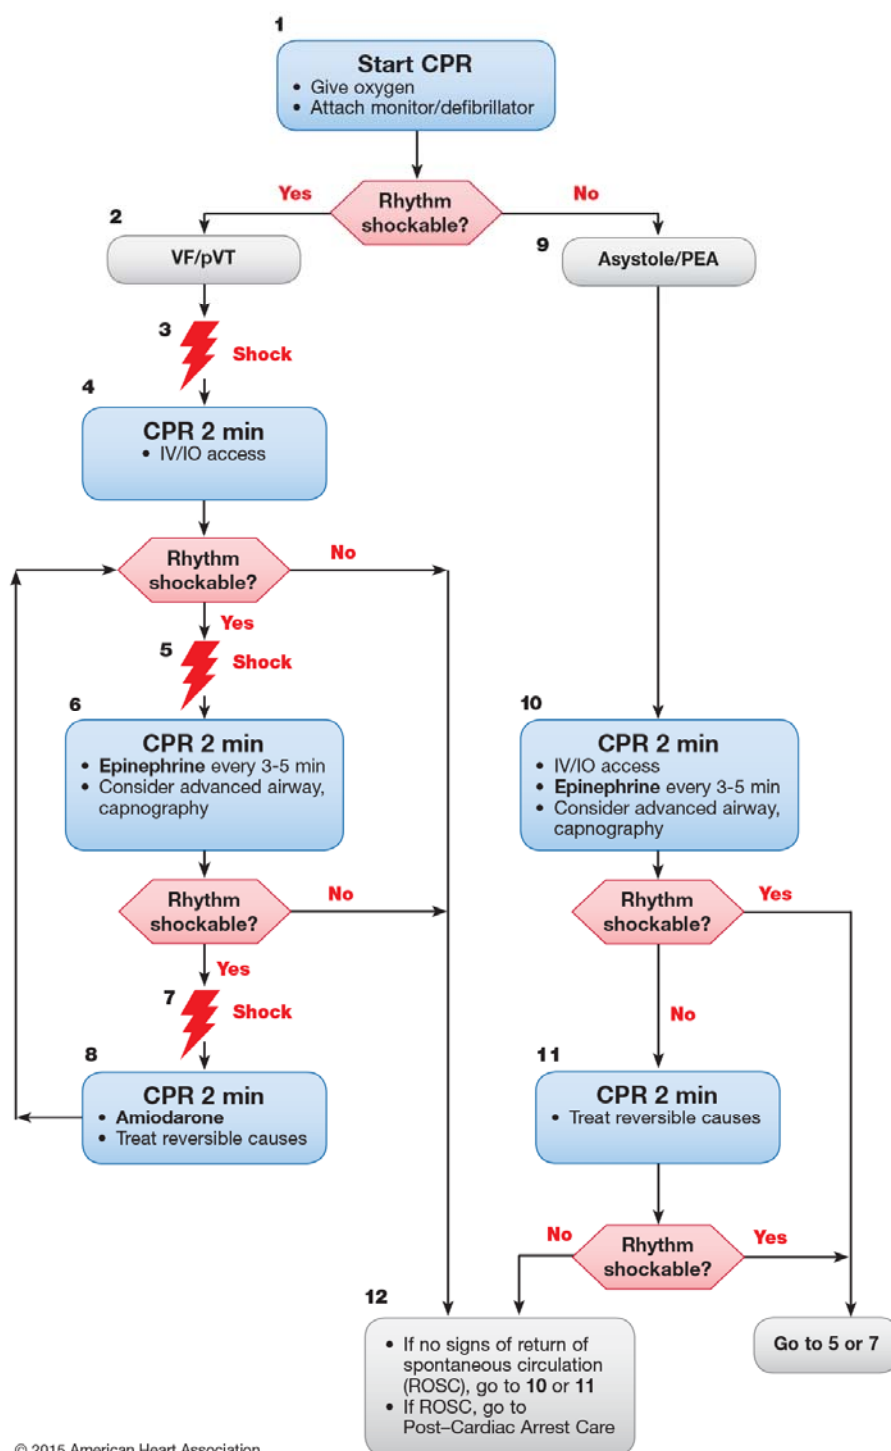 1
Start CPR
• Give oxygen
• Attach monitor/defibrillator
Rhythm
shockable?
Yes
No
2
VF/pVT
9
Asystole/PEA
3
Shock
4
CPR 2 min
• IV/IO access
Rhythm
shockable?
No
Yes
5
Shock
6
CPR 2 min
• Epinephrine every 3-5 min
• Consider advanced airway,
capnography
10
CPR 2 min
• IV/IO access
• Epinephrine every 3-5 min
• Consider advanced airway,
capnography
Rhythm
shockable?
No
Yes
Rhythm
shockable?
Yes
No
7
Shock
8
CPR 2 min
• Amiodarone
• Treat reversible causes
11
CPR 2 min
• Treat reversible causes
Rhythm
shockable?
No
Yes
12
• If no signs of return of
spontaneous circulation
(ROSC), go to 10 or 11
• If ROSC, go to
Post–Cardiac Arrest Care
Go to 5 or 7
© 2015 American Heart Association